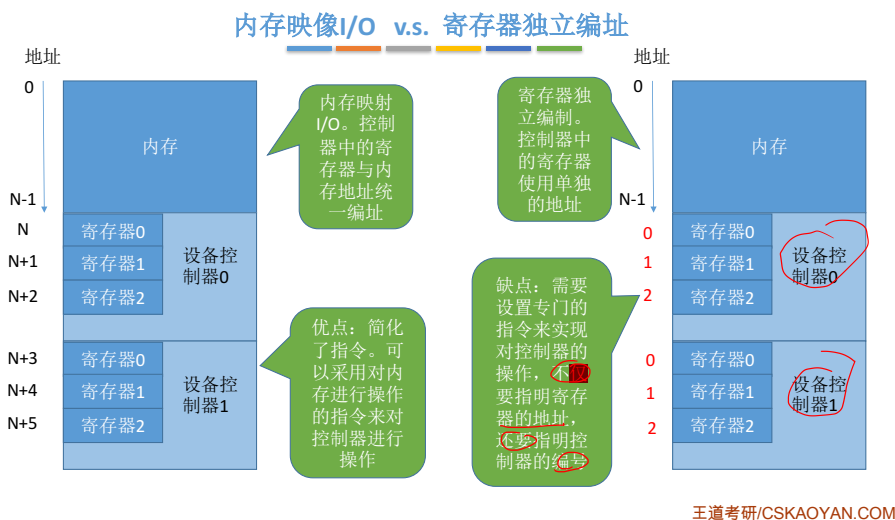 内存映像I/O v.s. 寄存器独立编址
地址
0
内存
N-1
N
寄存器0
N+1
寄存器1
N+2
寄存器2
设备控
制器0
N+3
寄存器0
N+4
寄存器1
N+5
寄存器2
设备控
制器1
内存映射
I/O。控制
器中的寄
存器与内
存地址统
一编址
优点：简化
了指令。可
以采用对内
存进行操作
的指令来对
控制器进行
操作
寄存器独
立编制。
控制器中
的寄存器
使用单独
的地址
缺点：需要
设置专门的
指令来实现
对控制器的
操作，不仅
要指明寄存
器的地址，
还要指明控
制器的编号
地址
0
内存
N-1
0
寄存器0
1
寄存器1
2
寄存器2
设备控
制器0
0
寄存器0
1
寄存器1
2
寄存器2
设备控
制器1
王道考研/CSKAOYAN.COM